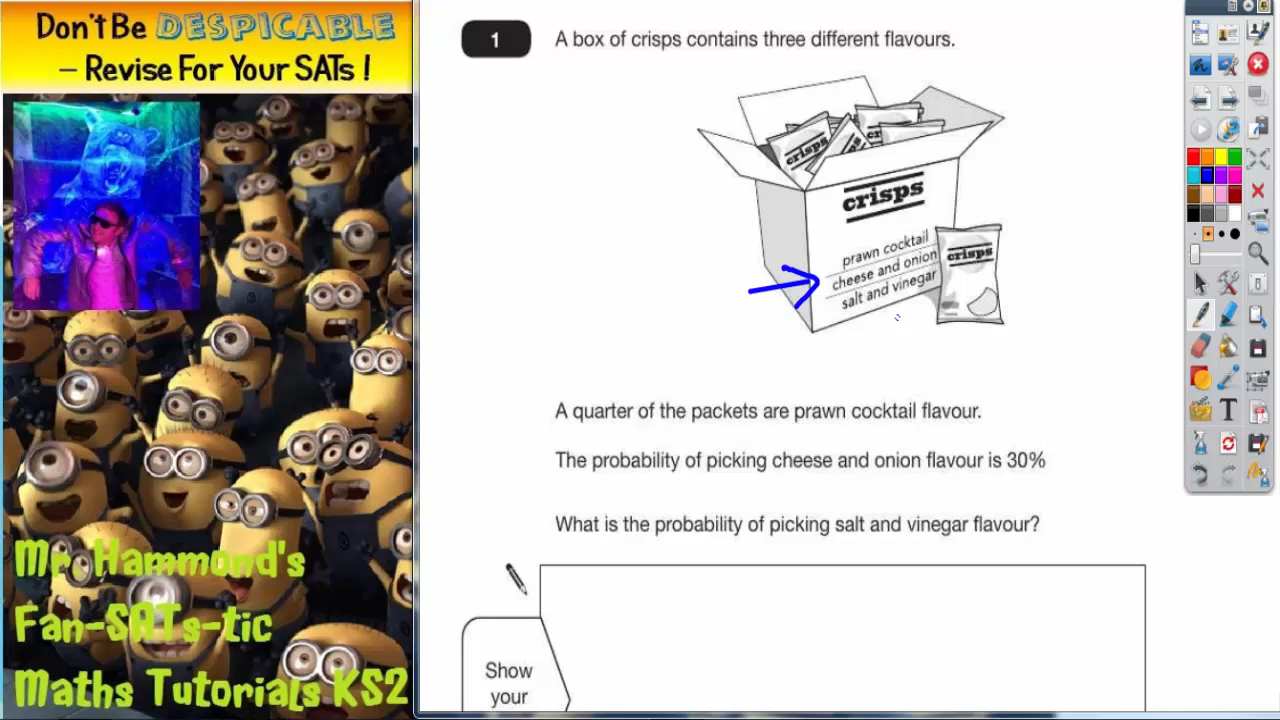 Don't Be DESPICABLE
– Revise For Your SATs !
Mr Hammond's
Fan-SATs-tic
Maths Tutorials KS2
1
A box of crisps contains three different flavours.
crisps
crisps
prawn cocktail
cheese and onion
salt and vinegar
crisps
A quarter of the packets are prawn cocktail flavour.
The probability of picking cheese and onion flavour is 30%
What is the probability of picking salt and vinegar flavour?
Show
your
T